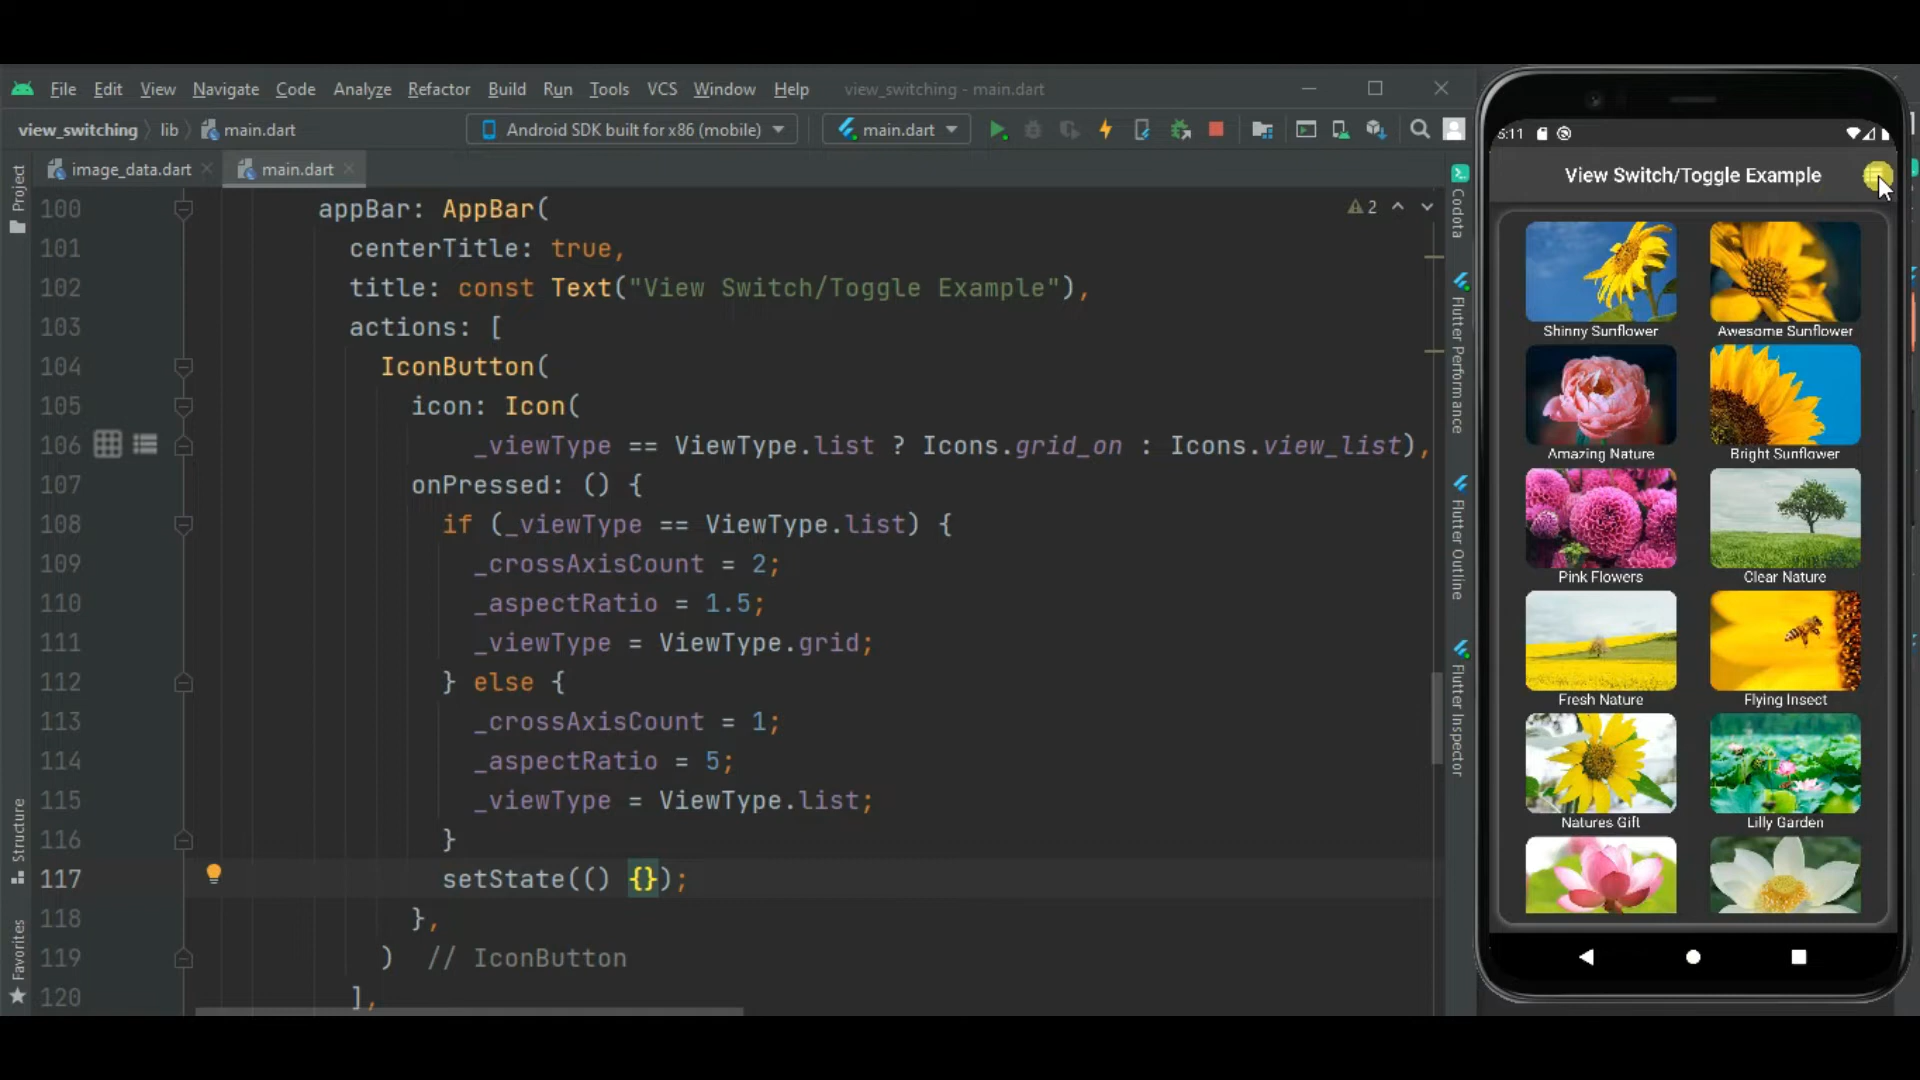 File Edit View Navigate Code Analyze Refactor Build Run Tools VCS Window Help view_switching - main.dart
view_switching lib main.dart Android SDK built for x86 (mobile) main.dart
image_data.dart main.dart
Project
Structure
Favorites
100 appBar: AppBar(
101 centerTitle: true,
102 title: const Text("View Switch/Toggle Example"),
103 actions: [
104 IconButton(
105 icon: Icon(
106 _viewType == ViewType.list ? Icons.grid_on : Icons.view_list),
107 onPressed: () {
108 if (_viewType == ViewType.list) {
109 _crossAxisCount = 2;
110 _aspectRatio = 1.5;
111 _viewType = ViewType.grid;
112 } else {
113 _crossAxisCount = 1;
114 _aspectRatio = 5;
115 _viewType = ViewType.list;
116 }
117 setState(() {});
118 },
119 ) // IconButton
120 ],
2
Codota
Flutter Performance
Flutter Outline
Flutter Inspector
5:11
View Switch/Toggle Example
Shinny Sunflower Awesome Sunflower
Amazing Nature Bright Sunflower
Pink Flowers Clear Nature
Fresh Nature Flying Insect
Natures Gift Lilly Garden